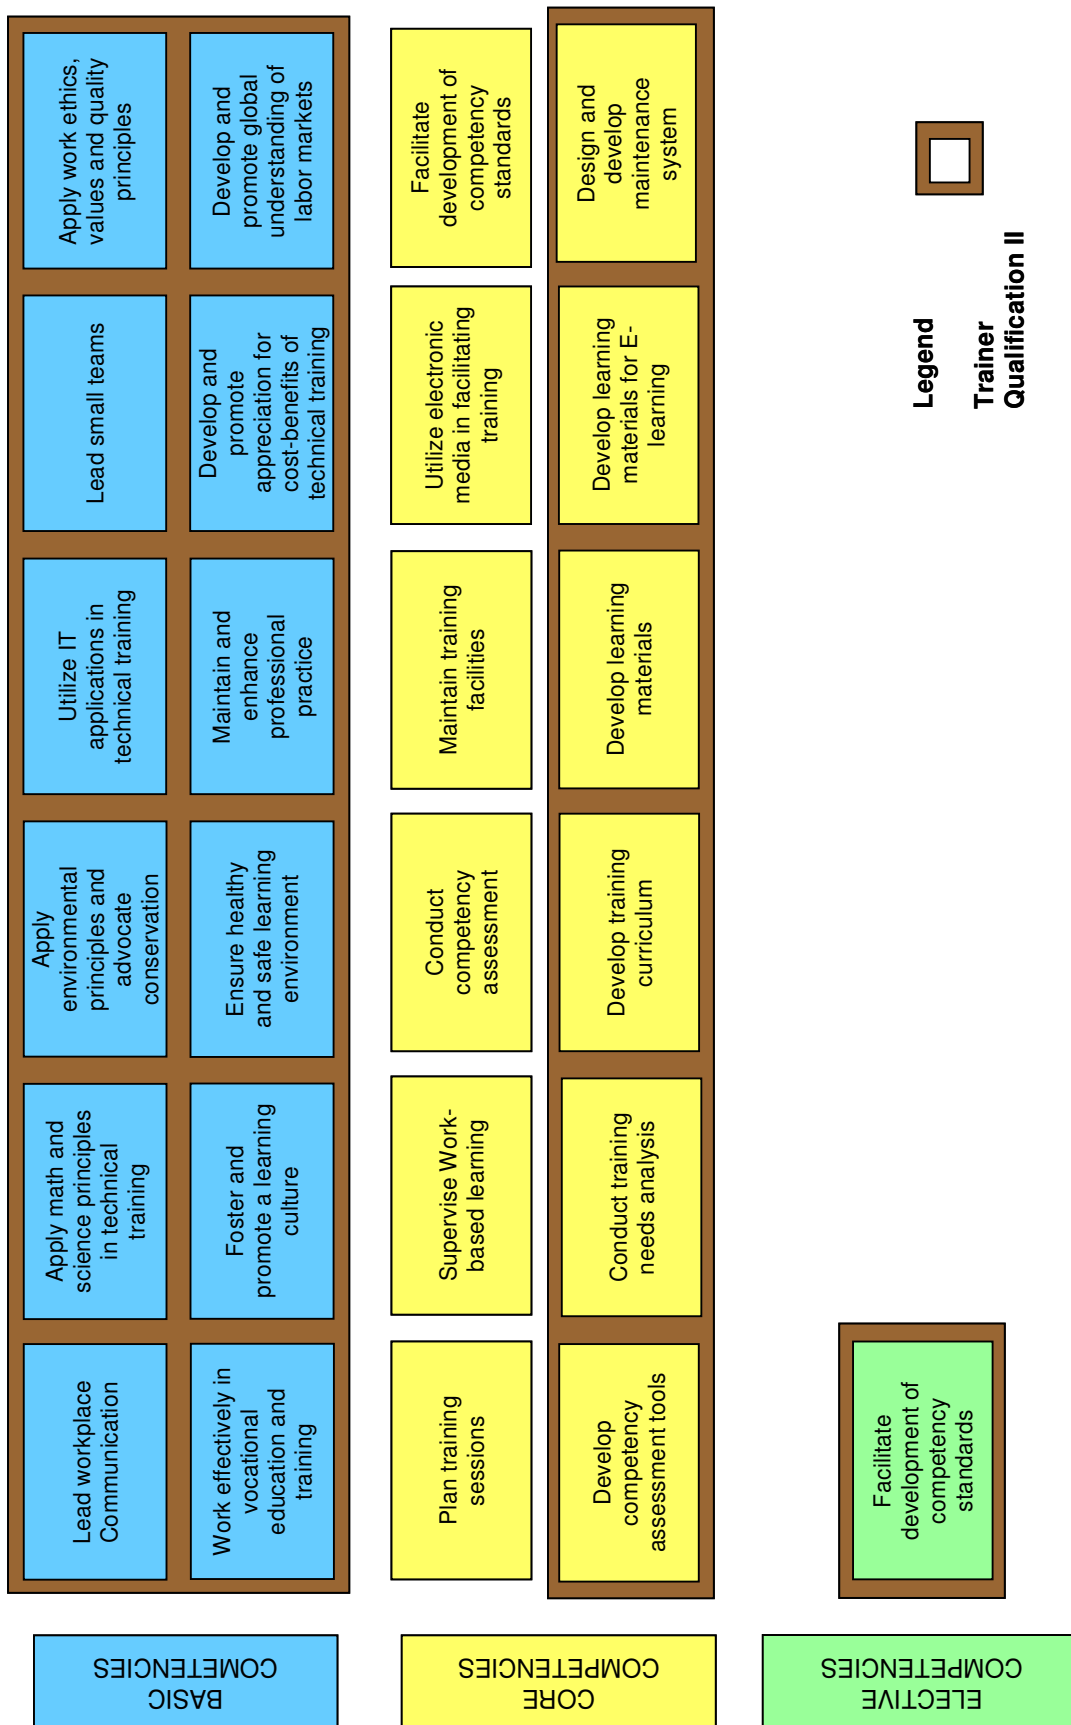 BASIC
COMETENCIES
Lead workplace
Communication
Apply math and
science principles
in technical
training
Apply
environmental
principles and
advocate
conservation
Utilize IT
applications in
technical training
Lead small teams
Apply work ethics,
values and quality
principles
Work effectively in
vocational
education and
training
Foster and
promote a learning
culture
Ensure healthy
and safe learning
environment
Maintain and
enhance
professional
practice
Develop and
promote
appreciation for
cost-benefits of
technical training
Develop and
promote global
understanding of
labor markets
CORE
COMPETENCIES
Plan training
sessions
Supervise Work-
based learning
Conduct
competency
assessment
Maintain training
facilities
Utilize electronic
media in facilitating
training
Facilitate
development of
competency
standards
Develop
competency
assessment tools
Conduct training
needs analysis
Develop training
curriculum
Develop learning
materials
Develop learning
materials for E-
learning
Design and
develop
maintenance
system
ELECTIVE
COMPETENCIES
Facilitate
development of
competency
standards
Legend
Trainer
Qualification II